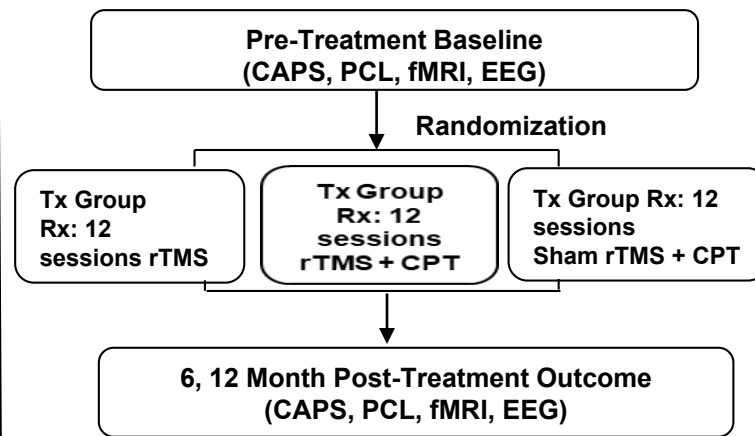 Pre-Treatment Baseline
(CAPS, PCL, fMRI, EEG)
Randomization
Tx Group
Rx: 12
sessions rTMS
Tx Group
Rx: 12
sessions
rTMS + CPT
Tx Group Rx: 12
sessions
Sham rTMS + CPT
6, 12 Month Post-Treatment Outcome
(CAPS, PCL, fMRI, EEG)